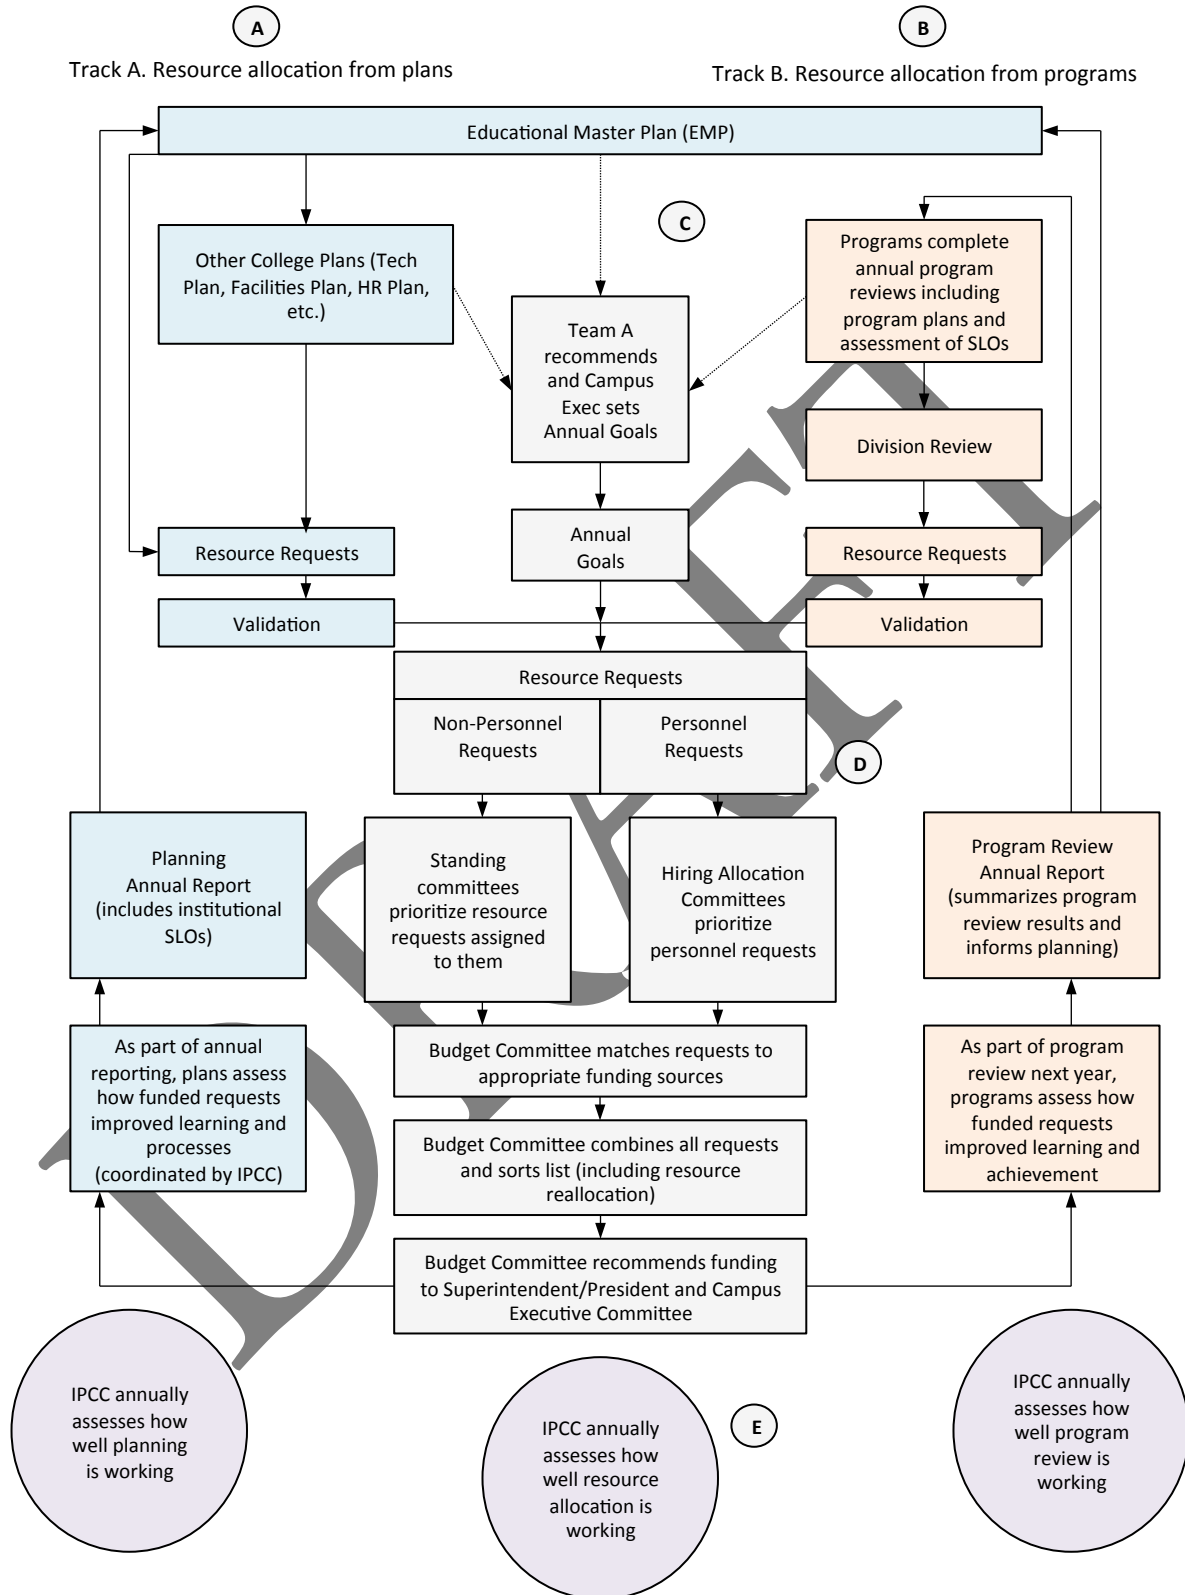 A
B
Track A. Resource allocation from plans
Track B. Resource allocation from programs
Educational Master Plan (EMP)
C
Other College Plans (Tech
Plan, Facilities Plan, HR Plan,
etc.)
Team A
recommends
and Campus
Exec sets
Annual Goals
Programs complete
annual program
reviews including
program plans and
assessment of SLOs
Division Review
Resource Requests
Annual
Goals
Resource Requests
Validation
Validation
Resource Requests
Non-Personnel
Requests
Personnel
Requests
D
Planning
Annual Report
(includes institutional
SLOs)
Standing
committees
prioritize resource
requests assigned
to them
Hiring Allocation
Committees
prioritize
personnel requests
Program Review
Annual Report
(summarizes program
review results and
informs planning)
As part of annual
reporting, plans assess
how funded requests
improved learning and
processes
(coordinated by IPCC)
Budget Committee matches requests to
appropriate funding sources
Budget Committee combines all requests
and sorts list (including resource
reallocation)
Budget Committee recommends funding
to Superintendent/President and Campus
Executive Committee
As part of program
review next year,
programs assess how
funded requests
improved learning and
achievement
IPCC annually
assesses how
well planning
is working
IPCC annually
assesses how
well resource
allocation is
working
E
IPCC annually
assesses how
well program
review is
working
DRAFT